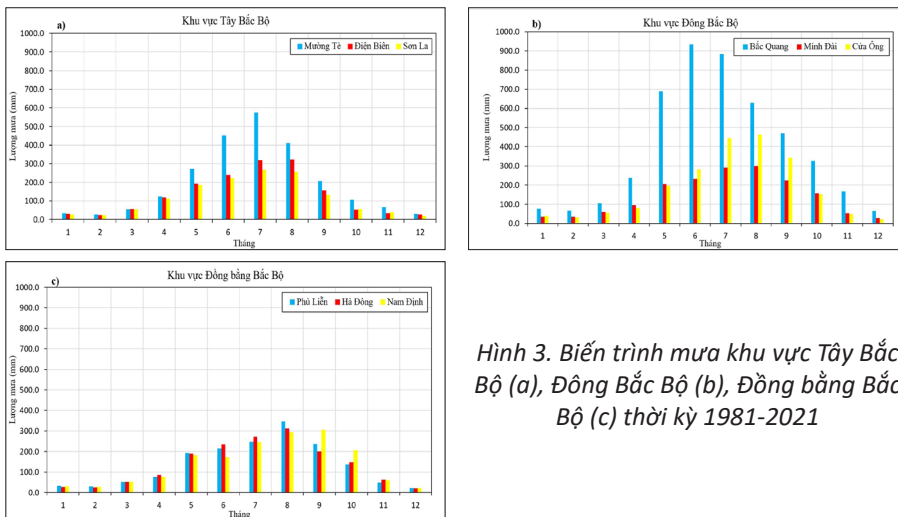 Khu vực Tây Bắc Bộ
a)
1000.0
900.0
800.0
700.0
600.0
500.0
400.0
300.0
200.0
100.0
0.0
Lượng mưa (mm)
Mường Tè Điện Biên Sơn La
1 2 3 4 5 6 7 8 9 10 11 12
Tháng
Khu vực Đông Bắc Bộ
b)
1000.0
900.0
800.0
700.0
600.0
500.0
400.0
300.0
200.0
100.0
0.0
Lượng mưa (mm)
Bắc Quang Minh Đài Cửa Ông
1 2 3 4 5 6 7 8 9 10 11 12
Tháng
Khu vực Đồng bằng Bắc Bộ
c)
1000.0
900.0
800.0
700.0
600.0
500.0
400.0
300.0
200.0
100.0
0.0
Lượng mưa (mm)
Phù Liễn Hà Đông Nam Định
1 2 3 4 5 6 7 8 9 10 11 12
Tháng
Hình 3. Biến trình mưa khu vực Tây Bắc
Bộ (a), Đông Bắc Bộ (b), Đồng bằng Bắc
Bộ (c) thời kỳ 1981-2021